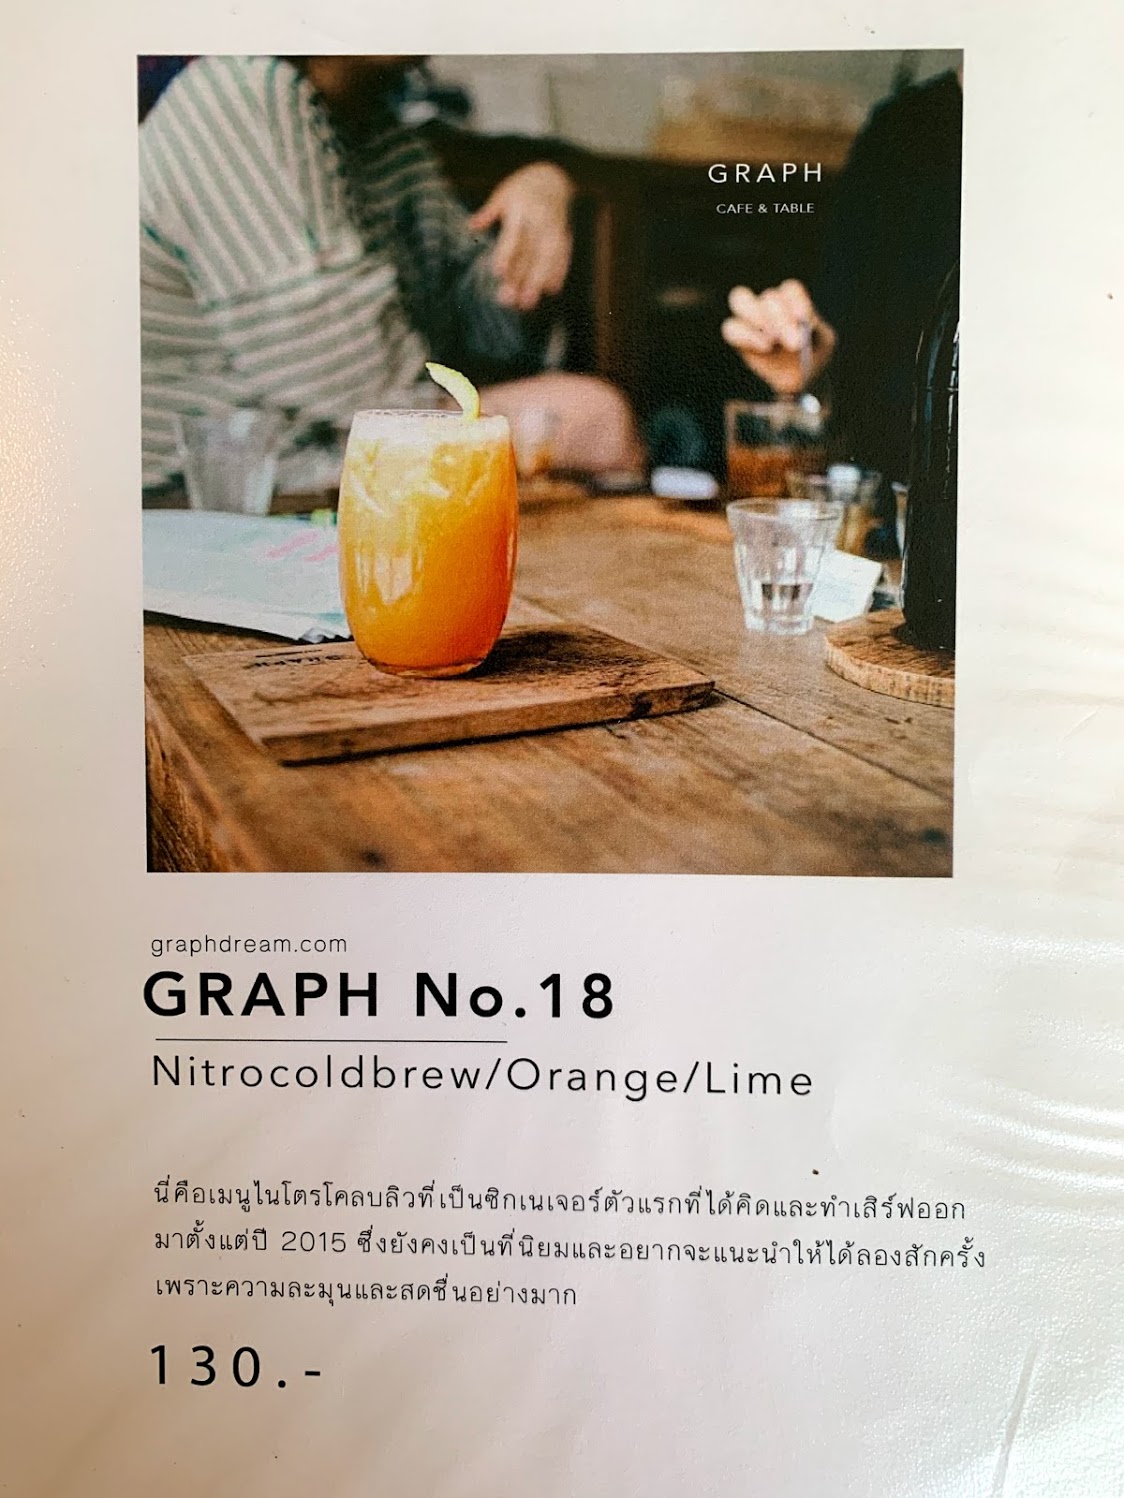 GRAPH
CAFE & TABLE
graphdream.com
GRAPH No.18
Nitrocoldbrew/Orange/Lime
นี่คือเมนูไนโตรโคลบลิวที่เป็นซิกเนเจอร์ตัวแรกที่ได้คิดและทำเสิร์ฟออก
มาตั้งแต่ปี 2015 ซึ่งยังคงเป็นที่นิยมและอยากจะแนะนำให้ได้ลองสักครั้ง
เพราะความละมุนและสดชื่นอย่างมาก
130.-